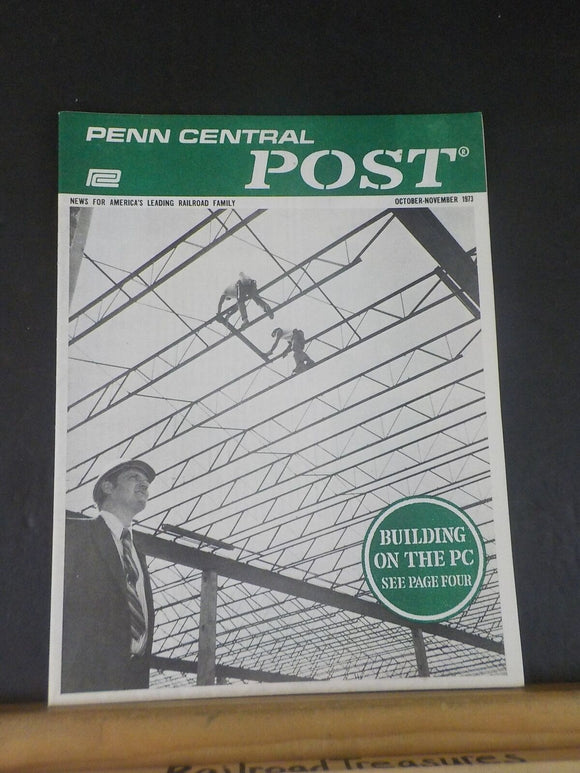 PENN CENTRAL
POST®
NEWS FOR AMERICA'S LEADING RAILROAD FAMILY
OCTOBER-NOVEMBER 1973
BUILDING
ON THE PC
SEE PAGE FOUR
RailroadTreasures